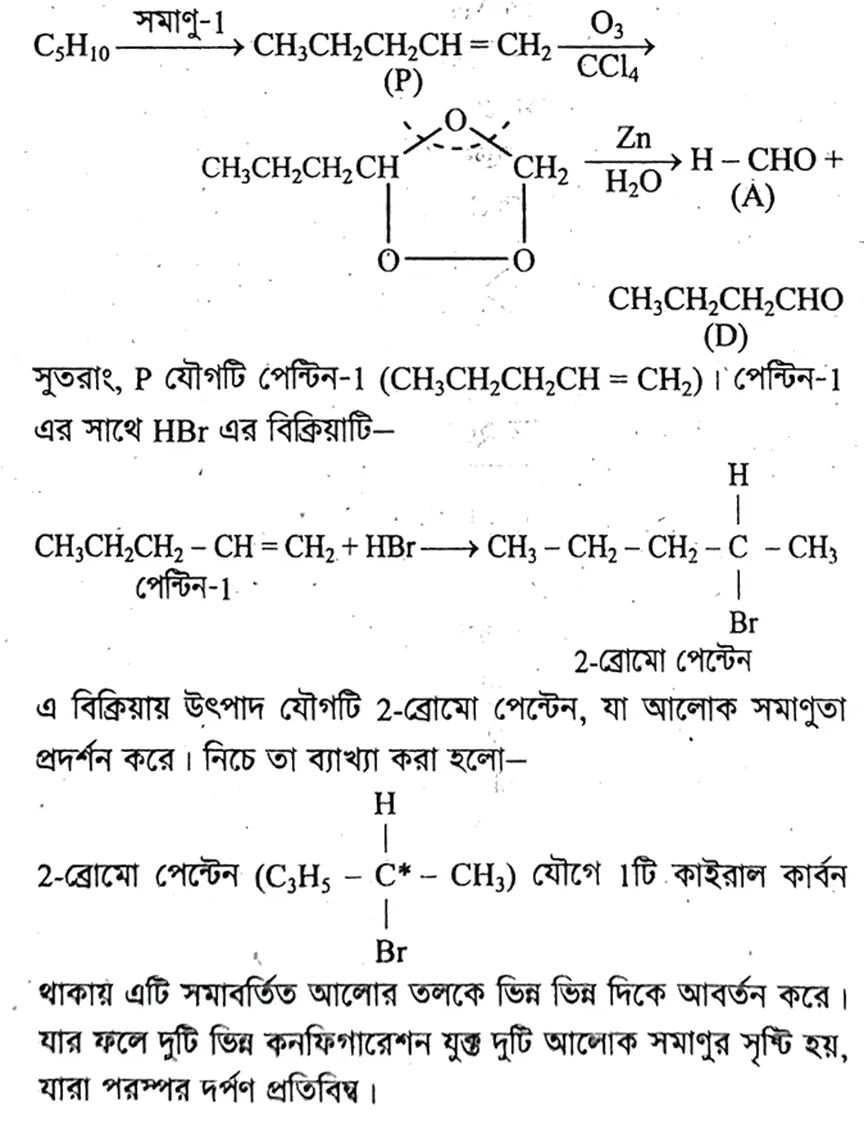 C₅H₁₀ —সমাণু-1→ CH₃CH₂CH₂CH = CH₂ —O₃/CCl₄→
(P)
O
CH₃CH₂CH₂CH CH₂ —Zn/H₂O→ H – CHO +
(A)
O — O
CH₃CH₂CH₂CHO
(D)
সুতরাং, P যৌগটি পেন্টিন-1 (CH₃CH₂CH₂CH = CH₂)। পেন্টিন-1
এর সাথে HBr এর বিক্রিয়াটি–
H
|
CH₃CH₂CH₂ – CH = CH₂ + HBr ⟶ CH₃ – CH₂ – CH₂ – C – CH₃
পেন্টিন-1 |
Br
2-ব্রোমো পেন্টেন
এ বিক্রিয়ায় উৎপাদ যৌগটি 2-ব্রোমো পেন্টেন, যা আলোক সমাণুতা
প্রদর্শন করে। নিচে তা ব্যাখ্যা করা হলো–
H
|
2-ব্রোমো পেন্টেন (C₃H₅ – C* – CH₃) যৌগে 1টি কাইরাল কার্বন
|
Br
থাকায় এটি সমাবর্তিত আলোর তলকে ভিন্ন ভিন্ন দিকে আবর্তন করে।
যার ফলে দুটি ভিন্ন কনফিগারেশন যুক্ত দুটি আলোক সমাণুর সৃষ্টি হয়,
যারা পরস্পর দর্পণ প্রতিবিম্ব।